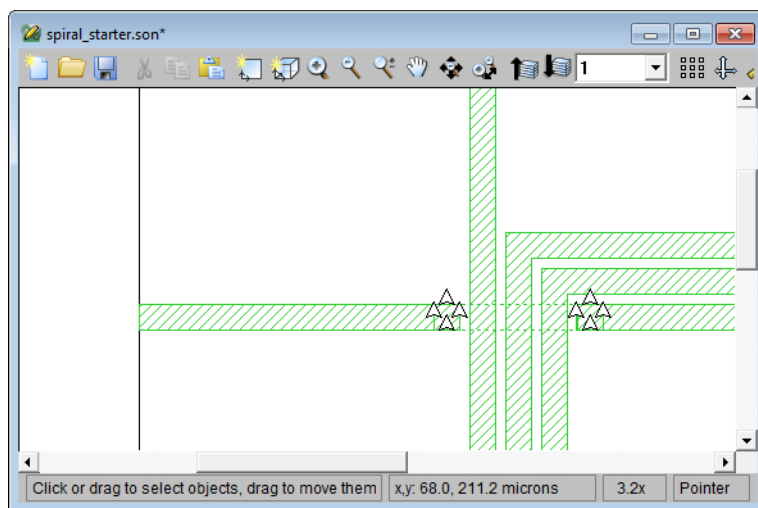 spiral_starter.son*
1
Click or drag to select objects, drag to move them
x,y: 68.0, 211.2 microns
3.2x
Pointer